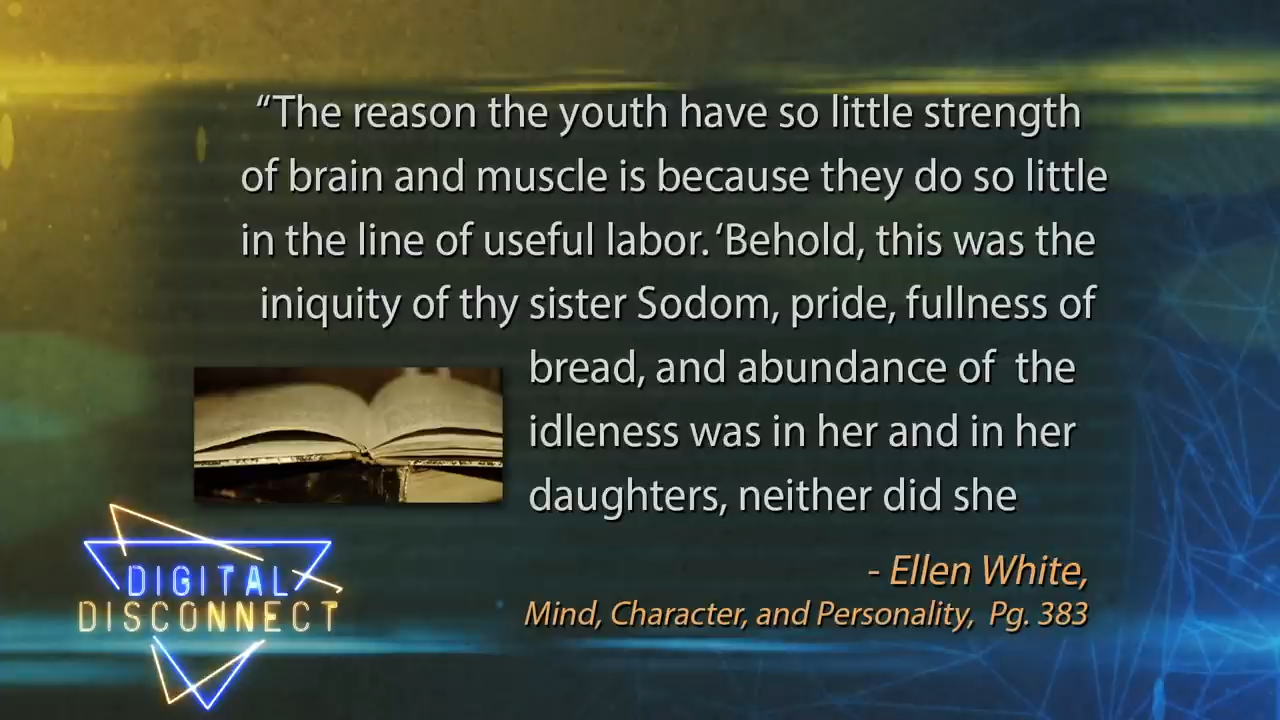 “The reason the youth have so little strength
of brain and muscle is because they do so little
in the line of useful labor. ‘Behold, this was the
iniquity of thy sister Sodom, pride, fullness of
bread, and abundance of the
idleness was in her and in her
daughters, neither did she
- Ellen White,
Mind, Character, and Personality, Pg. 383
DIGITAL
DISCONNECT